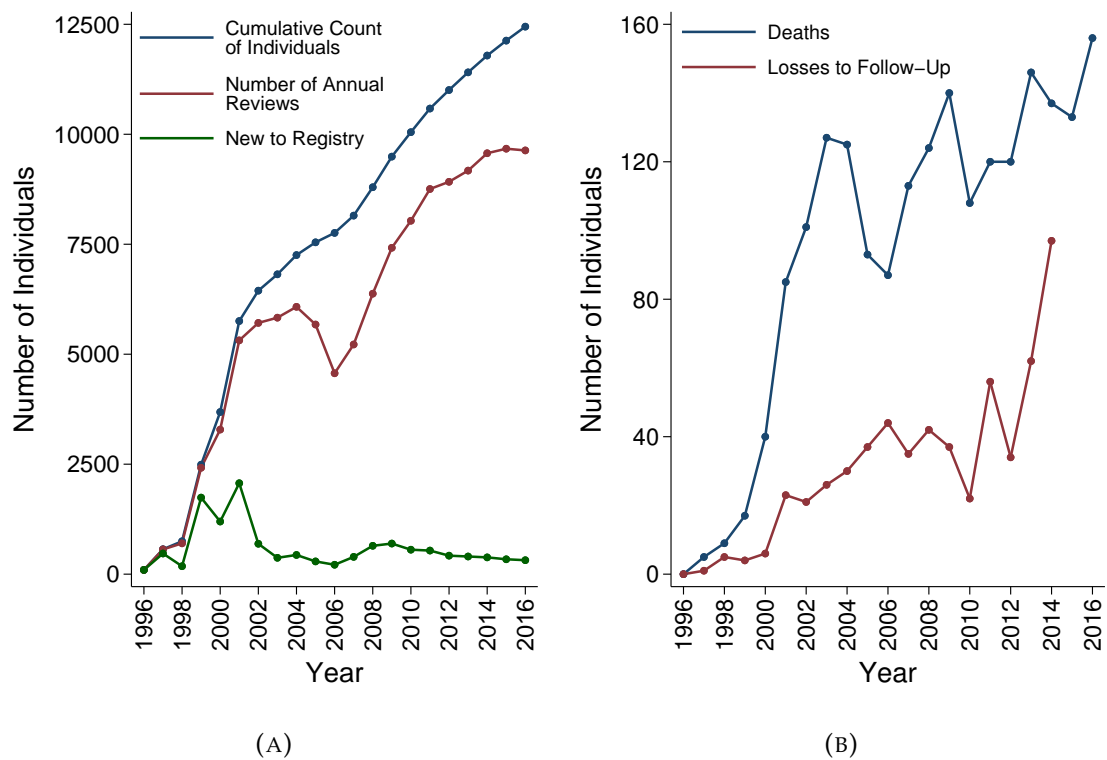 12500
10000
7500
5000
2500
0
Number of Individuals
Cumulative Count
of Individuals
Number of Annual
Reviews
New to Registry
1996
1998
2000
2002
2004
2006
2008
2010
2012
2014
2016
Year
(A)
160
120
80
40
0
Number of Individuals
Deaths
Losses to Follow−Up
1996
1998
2000
2002
2004
2006
2008
2010
2012
2014
2016
Year
(B)